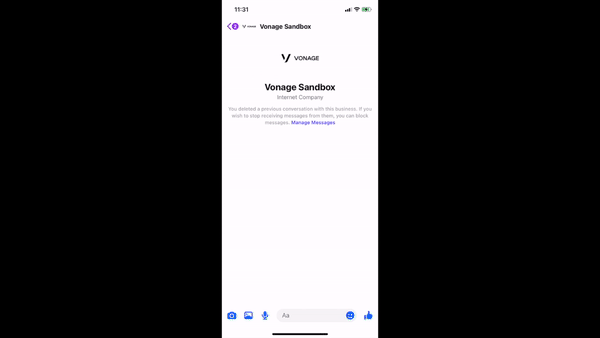 11:31
2
Vonage Sandbox
VONAGE
Vonage Sandbox
Internet Company
You deleted a previous conversation with this business. If you
wish to stop receiving messages from them, you can block
messages. Manage Messages
Aa